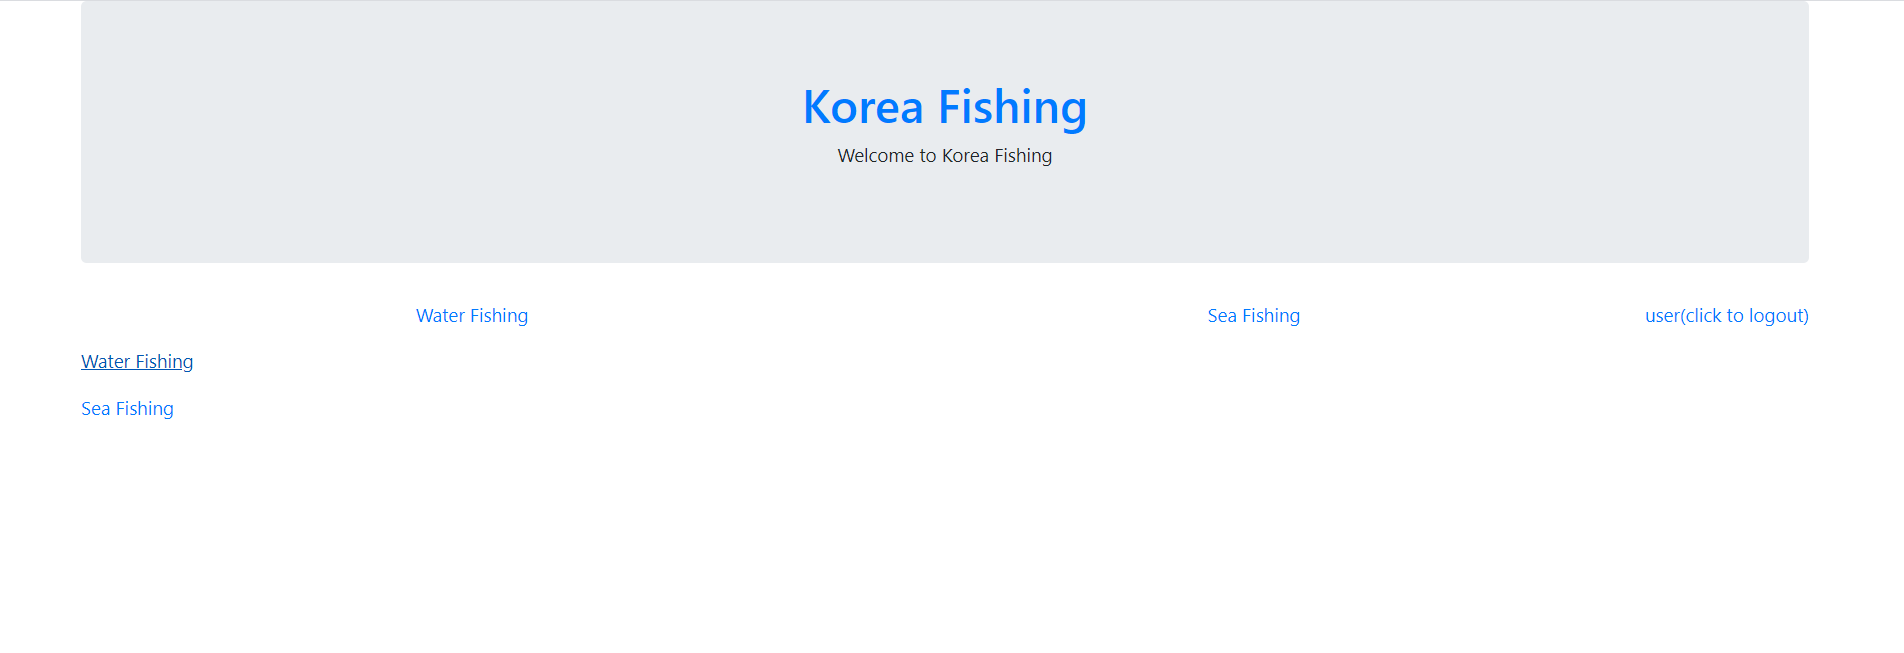 Korea Fishing
Welcome to Korea Fishing
Water Fishing Sea Fishing user(click to logout)
Water Fishing
Sea Fishing